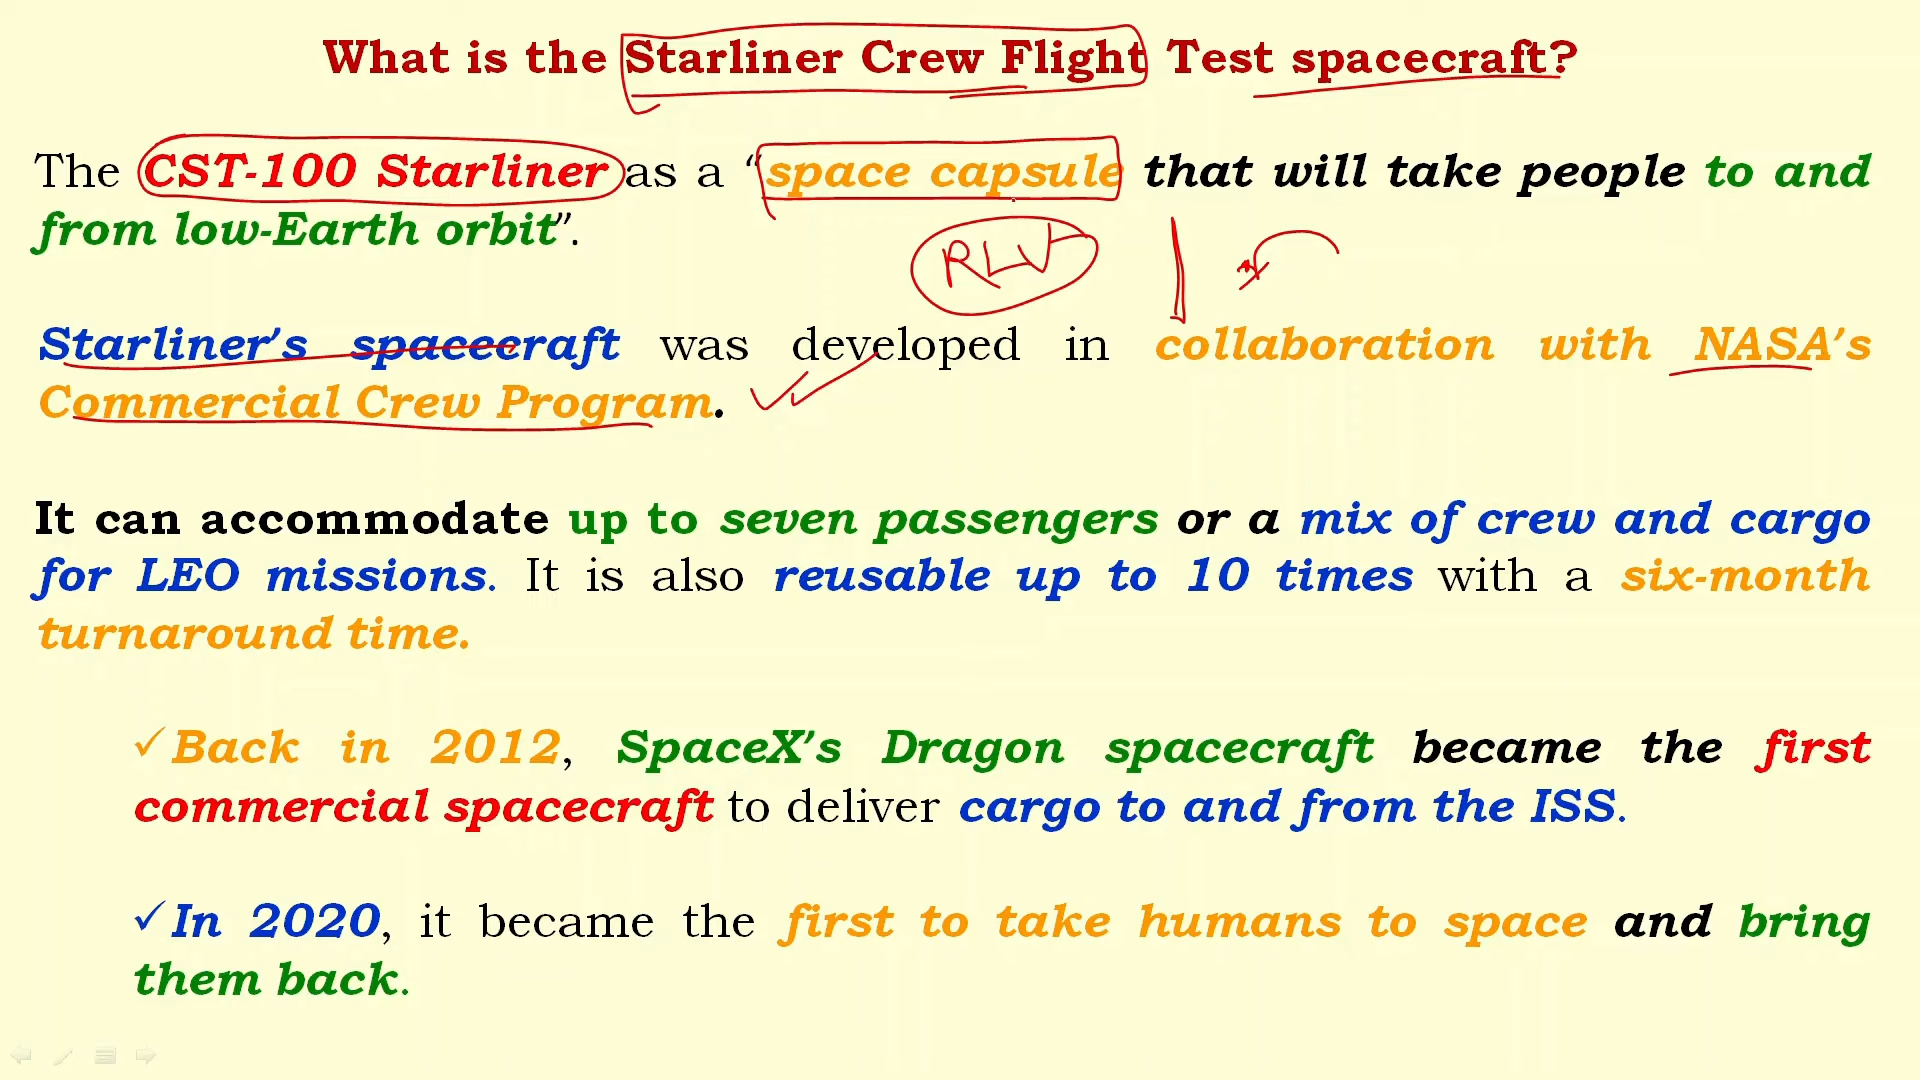 What is the Starliner Crew Flight Test spacecraft?
The CST-100 Starliner as a “space capsule that will take people to and
from low-Earth orbit”.
RLV
Starliner’s spacecraft was developed in collaboration with NASA’s
Commercial Crew Program.
It can accommodate up to seven passengers or a mix of crew and cargo
for LEO missions. It is also reusable up to 10 times with a six-month
turnaround time.
✓Back in 2012, SpaceX’s Dragon spacecraft became the first
commercial spacecraft to deliver cargo to and from the ISS.
✓In 2020, it became the first to take humans to space and bring
them back.